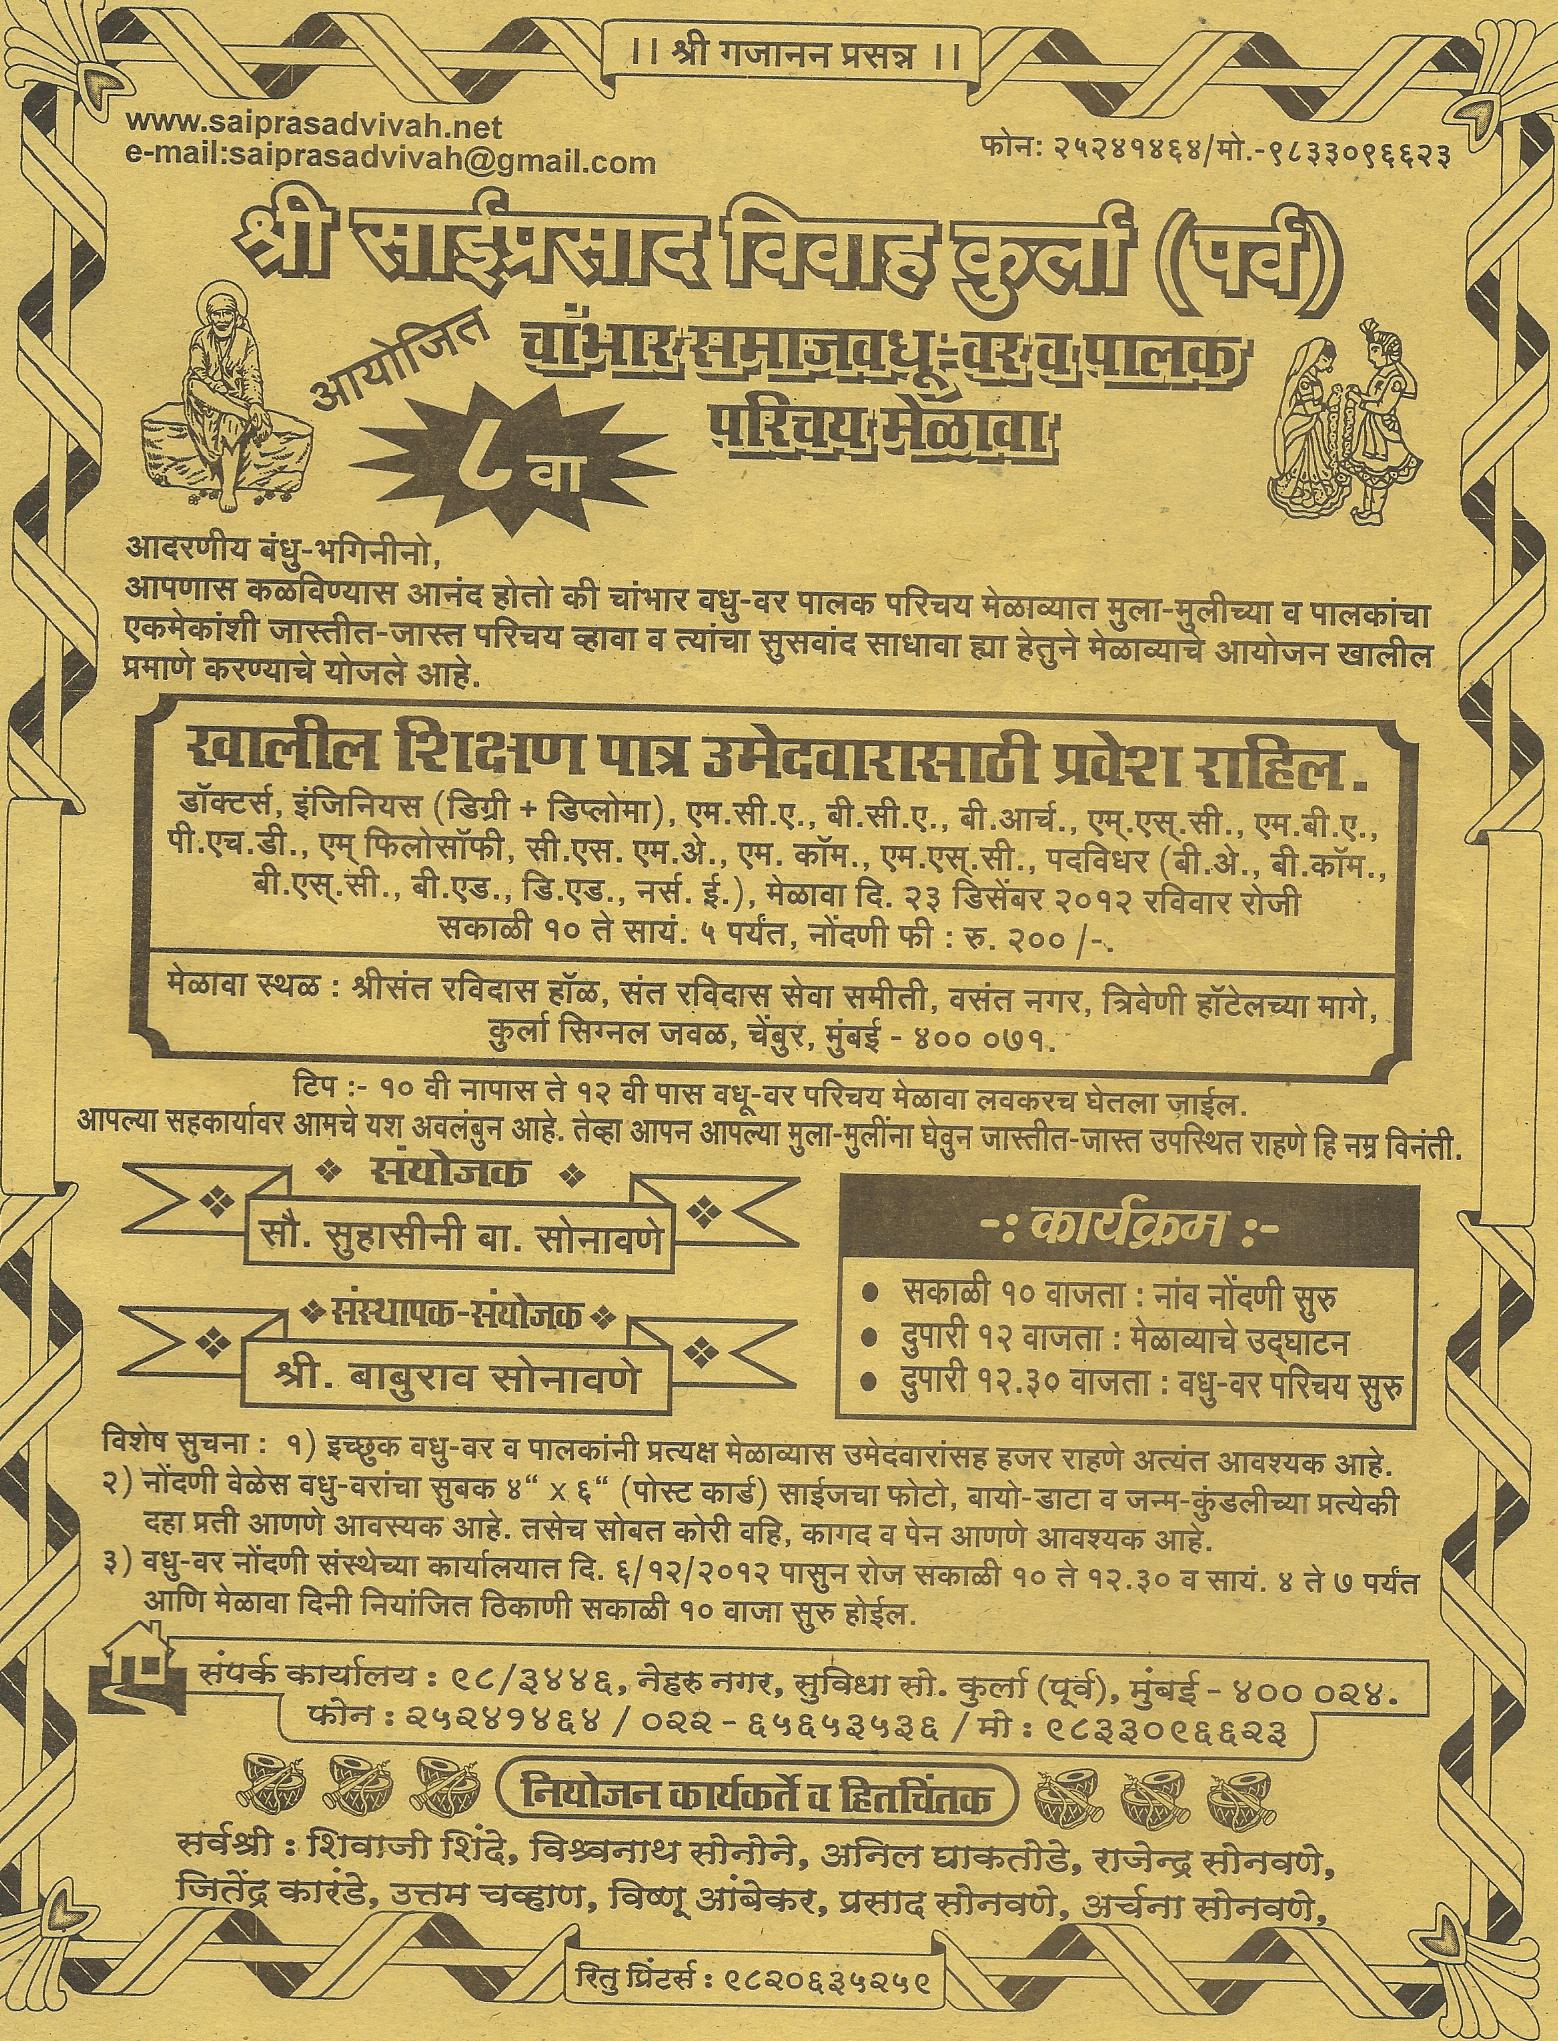 ।। श्री गजानन प्रसन्न ।।
www.saiprasadvivah.net
e-mail:saiprasadvivah@gmail.com
फोन: २५२४१४६४/मो.-९८३३०९६६२३
श्री साईप्रसाद विवाह कुर्ला (पर्व)
आयोजित
चांभार समाजवधू-वर व पालक
८ वा
परिचय मेळावा
आदरणीय बंधु-भगिनीनो,
आपणास कळविण्यास आनंद होतो की चांभार वधु-वर पालक परिचय मेळाव्यात मुला-मुलीच्या व पालकांचा
एकमेकांशी जास्तीत-जास्त परिचय व्हावा व त्यांचा सुसवांद साधावा ह्या हेतुने मेळाव्याचे आयोजन खालील
प्रमाणे करण्याचे योजले आहे.
खालील शिक्षण पात्र उमेदवारासाठी प्रवेश राहिल.
डॉक्टर्स, इंजिनियस (डिग्री + डिप्लोमा), एम.सी.ए., बी.सी.ए., बी.आर्च., एम्.एस्.सी., एम.बी.ए.,
पी.एच.डी., एम् फिलोसॉफी, सी.एस. एम.अे., एम. कॉम., एम.एस्.सी., पदविधर (बी.अे., बी.कॉम.,
बी.एस्.सी., बी.एड., डि.एड., नर्स. ई.), मेळावा दि. २३ डिसेंबर २०१२ रविवार रोजी
सकाळी १० ते सायं. ५ पर्यंत, नोंदणी फी : रु. २०० /-.
मेळावा स्थळ : श्रीसंत रविदास हॉळ, संत रविदास सेवा समीती, वसंत नगर, त्रिवेणी हॉटेलच्या मागे,
कुर्ला सिग्नल जवळ, चेंबुर, मुंबई - ४०० ०७१.
टिप :- १० वी नापास ते १२ वी पास वधू-वर परिचय मेळावा लवकरच घेतला जाईल.
आपल्या सहकार्यावर आमचे यश अवलंबुन आहे. तेव्हा आपन आपल्या मुला-मुलींना घेवुन जास्तीत-जास्त उपस्थित राहणे हि नम्र विनंती.
संयोजक
सौ. सुहासीनी बा. सोनावणे
संस्थापक-संयोजक
श्री. बाबुराव सोनावणे
-: कार्यक्रम :-
• सकाळी १० वाजता : नांव नोंदणी सुरु
• दुपारी १२ वाजता : मेळाव्याचे उद्घाटन
• दुपारी १२.३० वाजता : वधु-वर परिचय सुरु
विशेष सुचना : १) इच्छुक वधु-वर व पालकांनी प्रत्यक्ष मेळाव्यास उमेदवारांसह हजर राहणे अत्यंत आवश्यक आहे.
२) नोंदणी वेळेस वधु-वरांचा सुबक ४“ x ६“ (पोस्ट कार्ड) साईजचा फोटो, बायो-डाटा व जन्म-कुंडलीच्या प्रत्येकी
दहा प्रती आणणे आवस्यक आहे. तसेच सोबत कोरी वहि, कागद व पेन आणणे आवश्यक आहे.
३) वधु-वर नोंदणी संस्थेच्या कार्यालयात दि. ६/१२/२०१२ पासुन रोज सकाळी १० ते १२.३० व सायं. ४ ते ७ पर्यंत
आणि मेळावा दिनी नियांजित ठिकाणी सकाळी १० वाजा सुरु होईल.
संपर्क कार्यालय : ९८/३४४६, नेहरु नगर, सुविधा सो. कुर्ला (पूर्व), मुंबई - ४०० ०२४.
फोन : २५२४१४६४ / ०२२ - ६५६५३५३६ / मो : ९८३३०९६६२३
नियोजन कार्यकर्ते व हितचिंतक
सर्वश्री : शिवाजी शिंदे, विश्वनाथ सोनोने, अनिल घाकतोडे, राजेन्द्र सोनवणे,
जितेंद्र कारंडे, उत्तम चव्हाण, विष्णू आंबेकर, प्रसाद सोनवणे, अर्चना सोनवणे,
रितु प्रिंटर्स : ९८२०६३५२५९